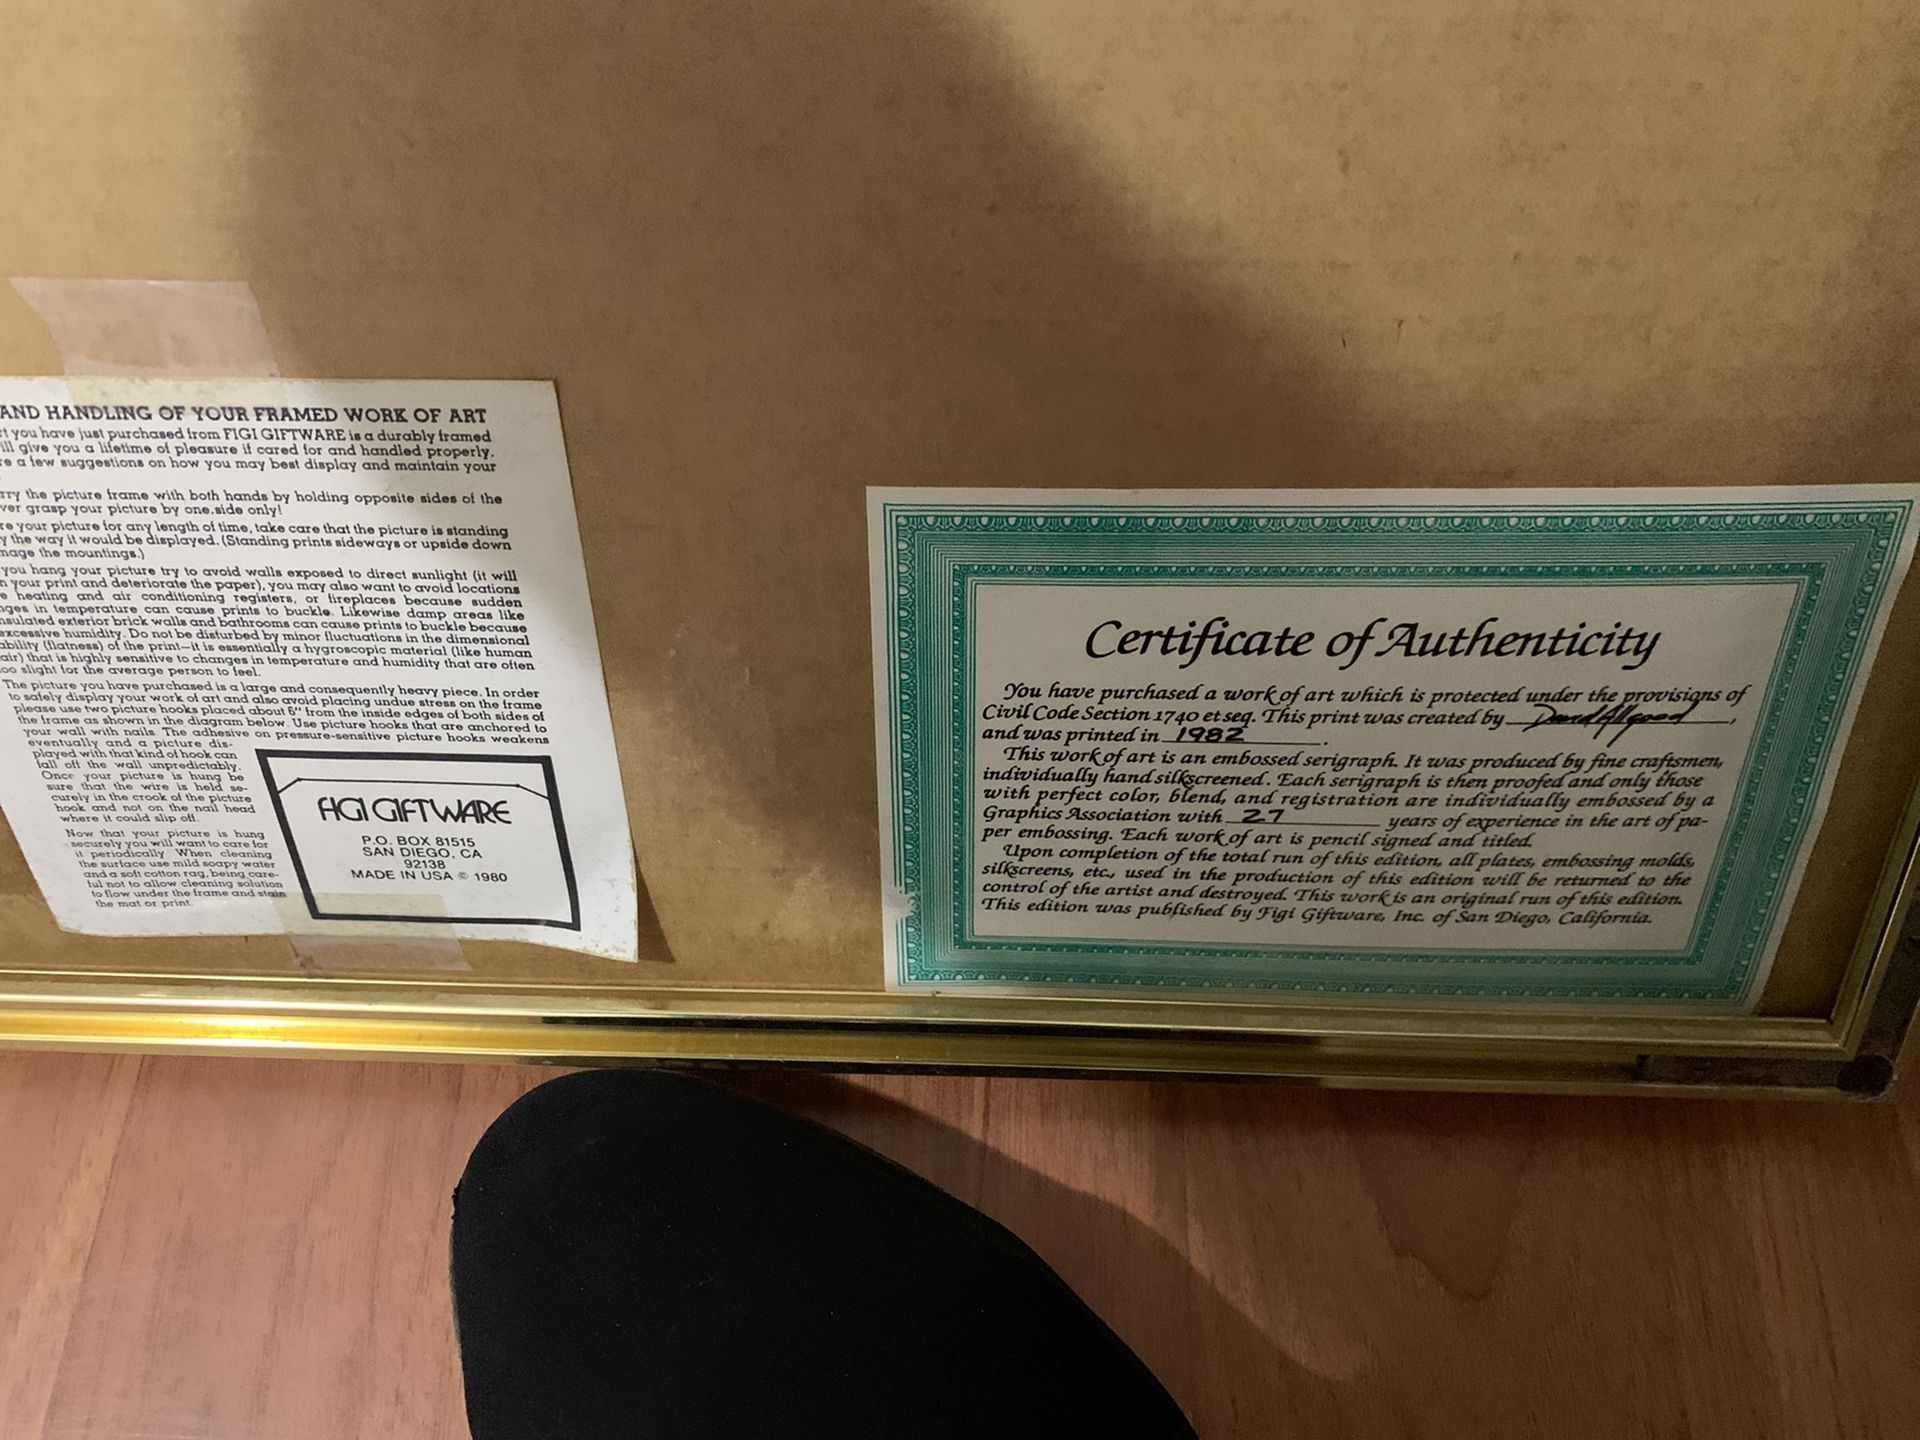 AND HANDLING OF YOUR FRAMED WORK OF ART
you have just purchased from FIGI GIFTWARE is a durably framed
ill give you a lifetime of pleasure if cared for and handled properly.
re a few suggestions on how you may best display and maintain your
rry the picture frame with both hands by holding opposite sides of the
ver grasp your picture by one side only!
re your picture for any length of time, take care that the picture is standing
y the way it would be displayed. (Standing prints sideways or upside down
mage the mountings.)
you hang your picture try to avoid walls exposed to direct sunlight (it will
n your print and deteriorate the paper), you may also want to avoid locations
e heating and air conditioning registers, or fireplaces because sudden
nges in temperature can cause prints to buckle. Likewise damp areas like
nsulated exterior brick walls and bathrooms can cause prints to buckle because
excessive humidity. Do not be disturbed by minor fluctuations in the dimensional
ability (flatness) of the print—it is essentially a hygroscopic material (like human
air) that is highly sensitive to changes in temperature and humidity that are often
oo slight for the average person to feel.
The picture you have purchased is a large and consequently heavy piece. In order
to safely display your work of art and also avoid placing undue stress on the frame
please use two picture hooks placed about 6" from the inside edges of both sides of
the frame as shown in the diagram below. Use picture hooks that are anchored to
your wall with nails. The adhesive on pressure-sensitive picture hooks weakens
eventually and a picture dis-
played with that kind of hook can
fall off the wall unpredictably.
Once your picture is hung be
sure that the wire is held se-
curely in the crook of the picture
hook and not on the nail head
where it could slip off.
Now that your picture is hung
securely you will want to care for
it periodically When cleaning
the surface use mild soapy water
and a soft cotton rag, being care-
ful not to allow cleaning solution
to flow under the frame and stain
the mat or print.
FIGI GIFTWARE
P.O. BOX 81515
SAN DIEGO, CA
92138
MADE IN USA © 1980
Certificate of Authenticity
You have purchased a work of art which is protected under the provisions of
Civil Code Section 1740 et seq. This print was created by David Allgood,
and was printed in 1982.
This work of art is an embossed serigraph. It was produced by fine craftsmen,
individually hand silkscreened. Each serigraph is then proofed and only those
with perfect color, blend, and registration are individually embossed by a
Graphics Association with 27 years of experience in the art of pa-
per embossing. Each work of art is pencil signed and titled.
Upon completion of the total run of this edition, all plates, embossing molds,
silkscreens, etc., used in the production of this edition will be returned to the
control of the artist and destroyed. This work is an original run of this edition.
This edition was published by Figi Giftware, Inc. of San Diego, California.